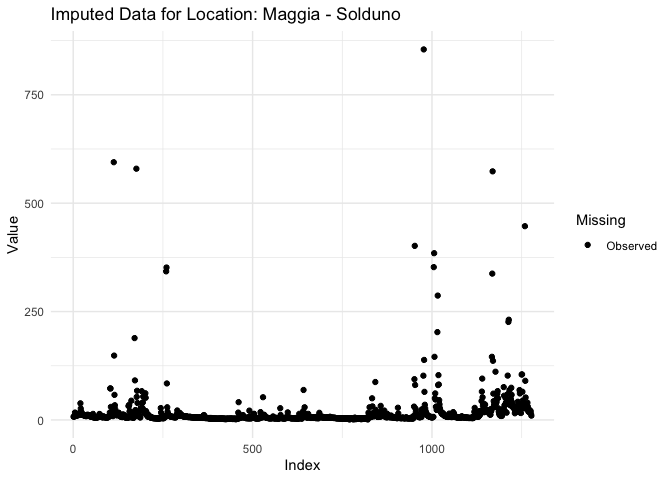 Imputed Data for Location: Maggia - Solduno
750
500
250
0
Value
0
500
1000
Index
Missing
Observed